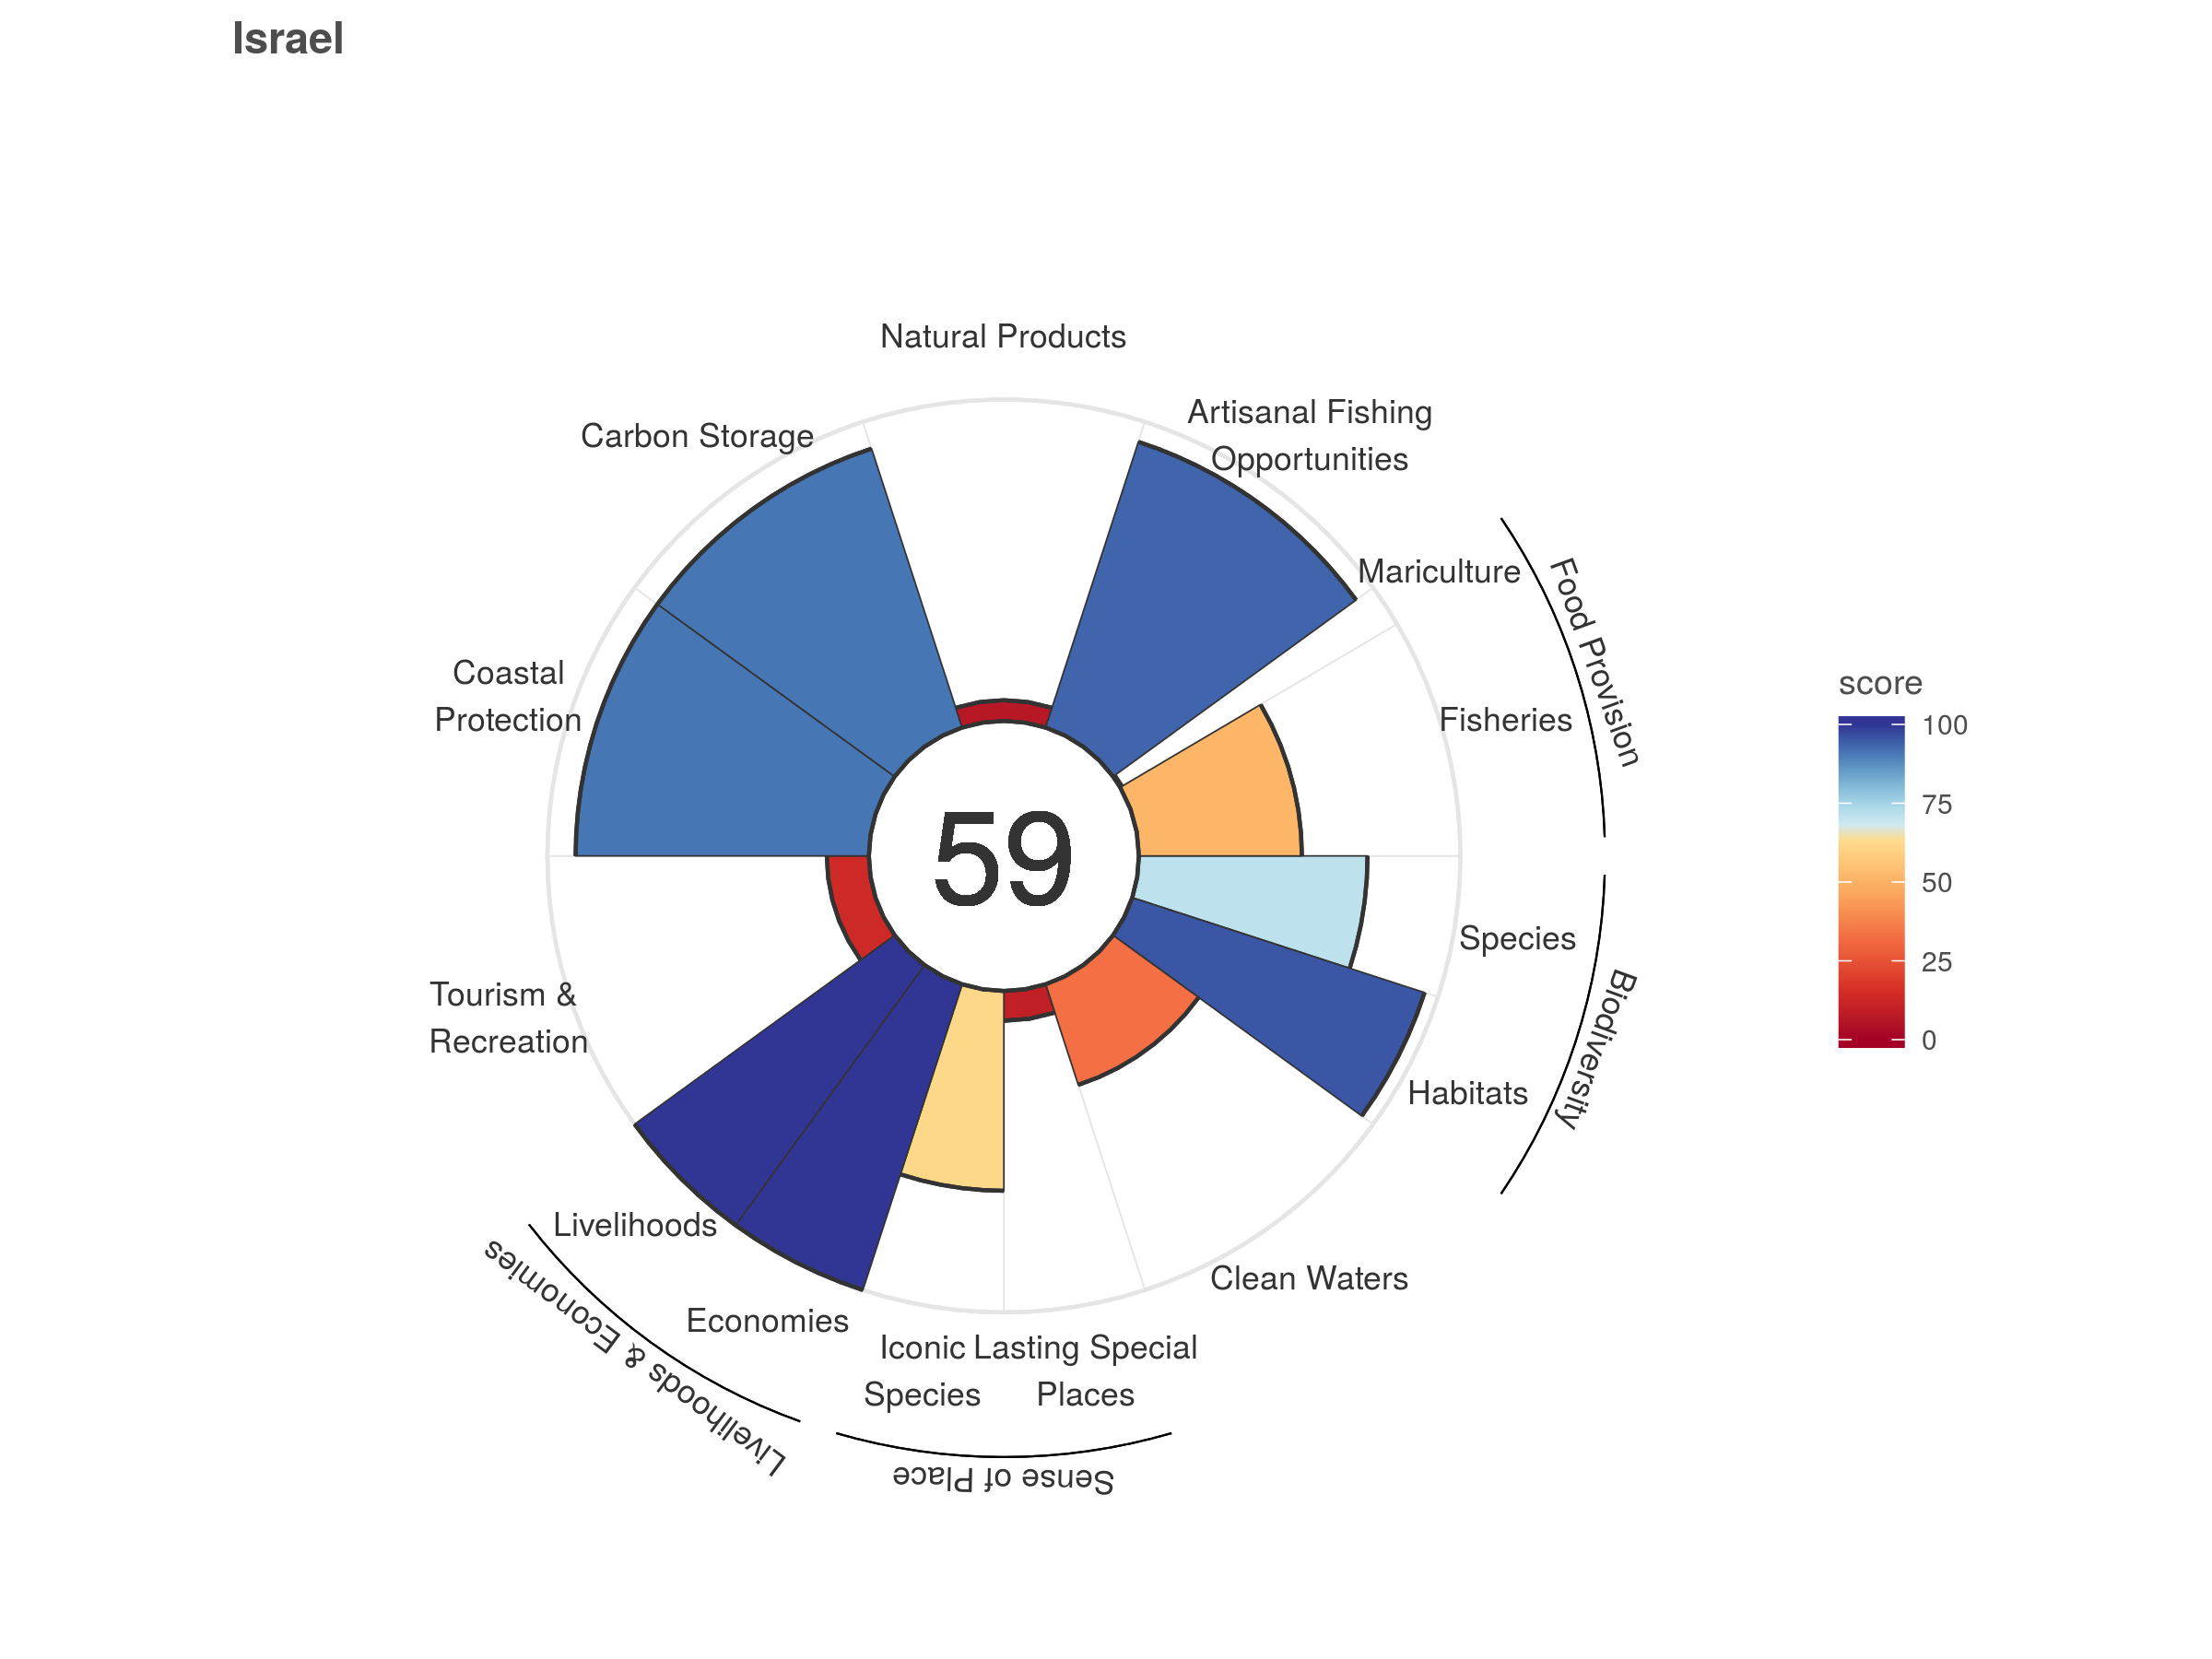 Israel
Natural Products
Artisanal Fishing
Opportunities
Carbon Storage
Mariculture
Food Provision
Coastal
Protection
Fisheries
score
100
75
50
25
0
59
Species
Biodiversity
Tourism &
Recreation
Habitats
Livelihoods
Clean Waters
Economies
Livelihoods & Economies
Iconic
Species
Lasting Special
Places
Sense of Place